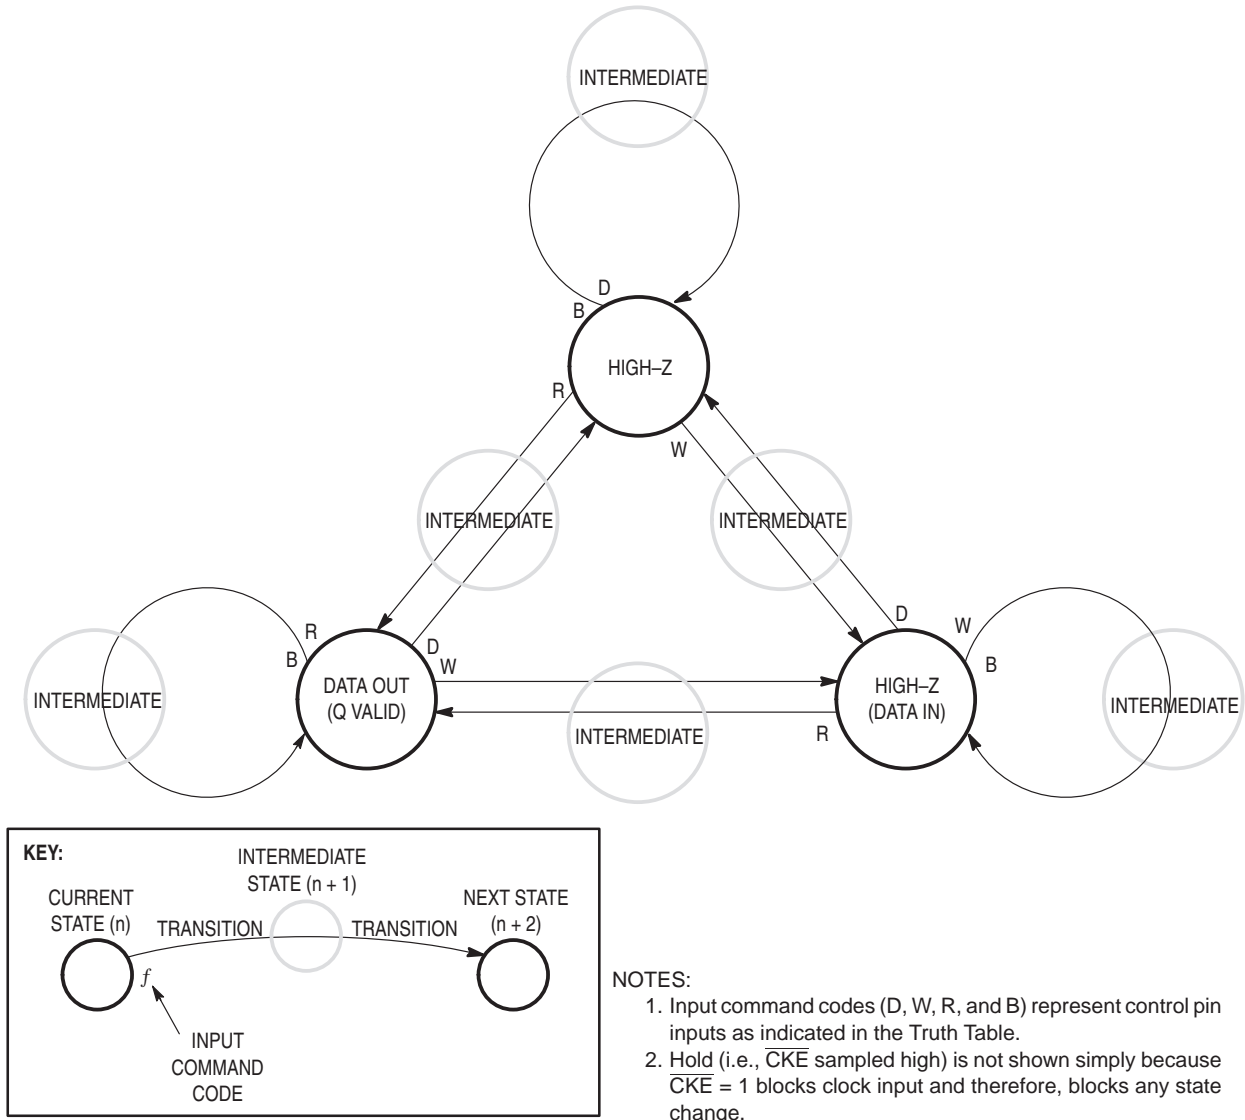 INTERMEDIATE
D
B
HIGH–Z
R
W
INTERMEDIATE
INTERMEDIATE
D
W
R
B
D
W
B
INTERMEDIATE
DATA OUT
(Q VALID)
HIGH–Z
(DATA IN)
INTERMEDIATE
R
INTERMEDIATE
KEY:
INTERMEDIATE
STATE (n + 1)
CURRENT
STATE (n)
NEXT STATE
(n + 2)
TRANSITION
TRANSITION
f
INPUT
COMMAND
CODE
NOTES:
1. Input command codes (D, W, R, and B) represent control pin
inputs as indicated in the Truth Table.
2. Hold (i.e., C̅K̅E̅ sampled high) is not shown simply because
C̅K̅E̅ = 1 blocks clock input and therefore, blocks any state
change.